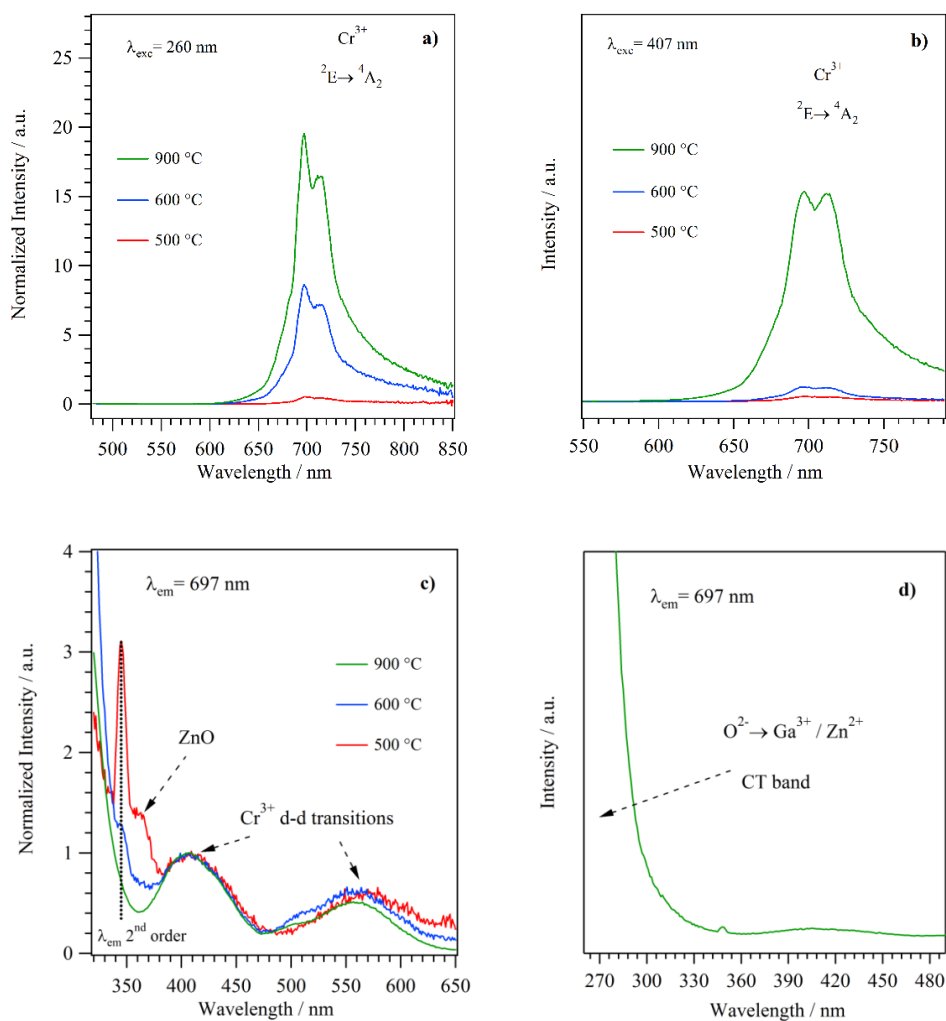 a)
λexc= 260 nm
Cr³⁺
²E→ ⁴A₂
900 °C
600 °C
500 °C
Normalized Intensity / a.u.
25
20
15
10
5
0
500 550 600 650 700 750 800 850
Wavelength / nm
b)
λexc= 407 nm
Cr³⁺
²E→ ⁴A₂
900 °C
600 °C
500 °C
Intensity / a.u.
550 600 650 700 750
Wavelength / nm
c)
λem= 697 nm
900 °C
600 °C
500 °C
ZnO
Cr³⁺ d-d transitions
λem 2ⁿᵈ order
Normalized Intensity / a.u.
4
3
2
1
0
350 400 450 500 550 600 650
Wavelength / nm
d)
λem= 697 nm
O²⁻→ Ga³⁺ / Zn²⁺
CT band
Intensity / a.u.
270 300 330 360 390 420 450 480
Wavelength / nm